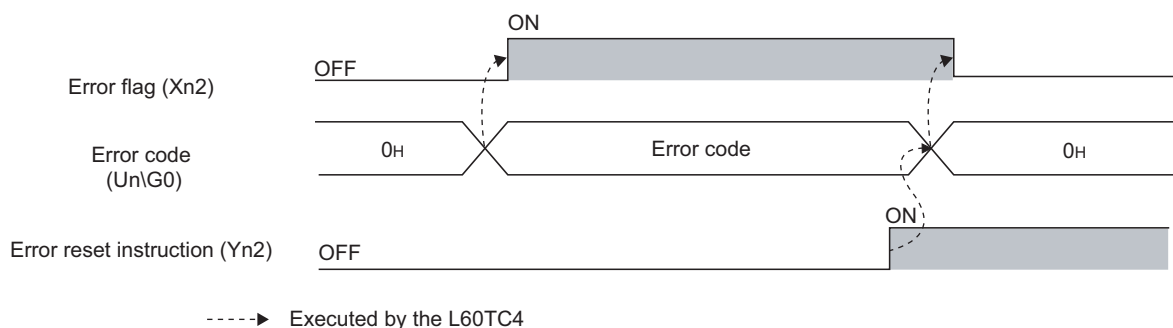 ON
OFF
Error flag (Xn2)
0H
Error code
0H
Error code
(Un\G0)
ON
Error reset instruction (Yn2)
OFF
Executed by the L60TC4